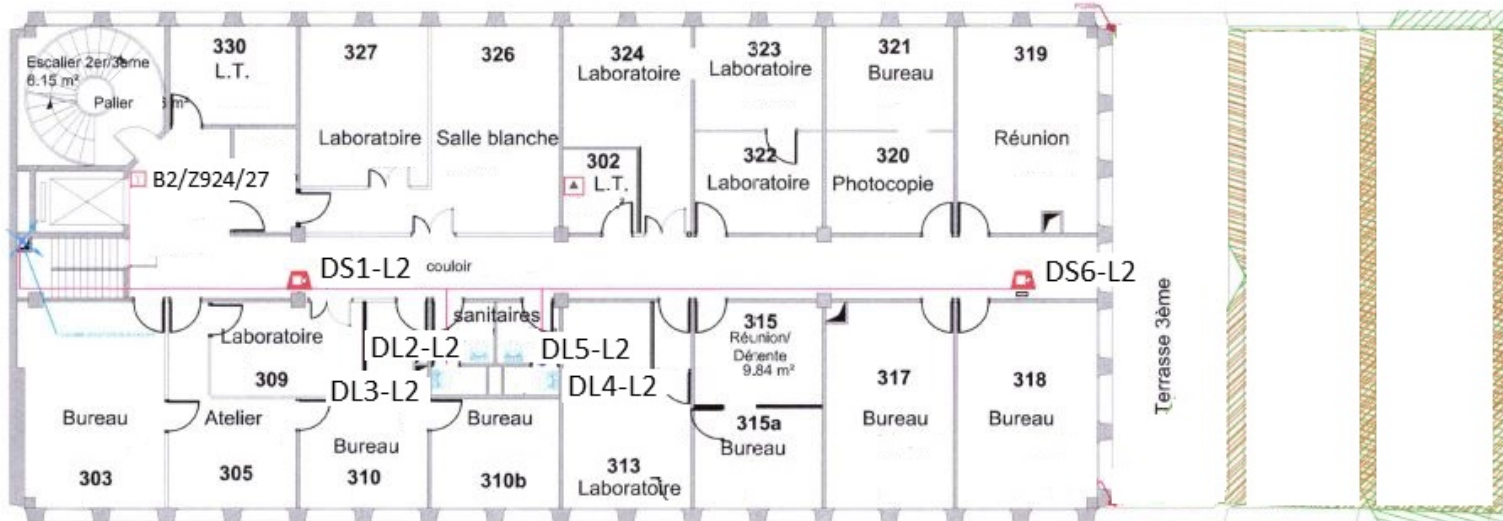 Escalier 2er/3ème
6.15 m²
Palier
m²
330
L.T.
327
Laboratoire
326
Salle blanche
324
Laboratoire
323
Laboratoire
321
Bureau
319
Réunion
302
L.T.
322
Laboratoire
320
Photocopie
B2/Z924/27
DS1-L2
couloir
DS6-L2
Terrasse 3ème
sanitaires
Laboratoire
309
DL2-L2
DL5-L2
DL3-L2
DL4-L2
315
Réunion/
Détente
9.84 m²
317
Bureau
318
Bureau
Bureau
303
Atelier
305
Bureau
310
Bureau
310b
313
Laboratoire
315a
Bureau